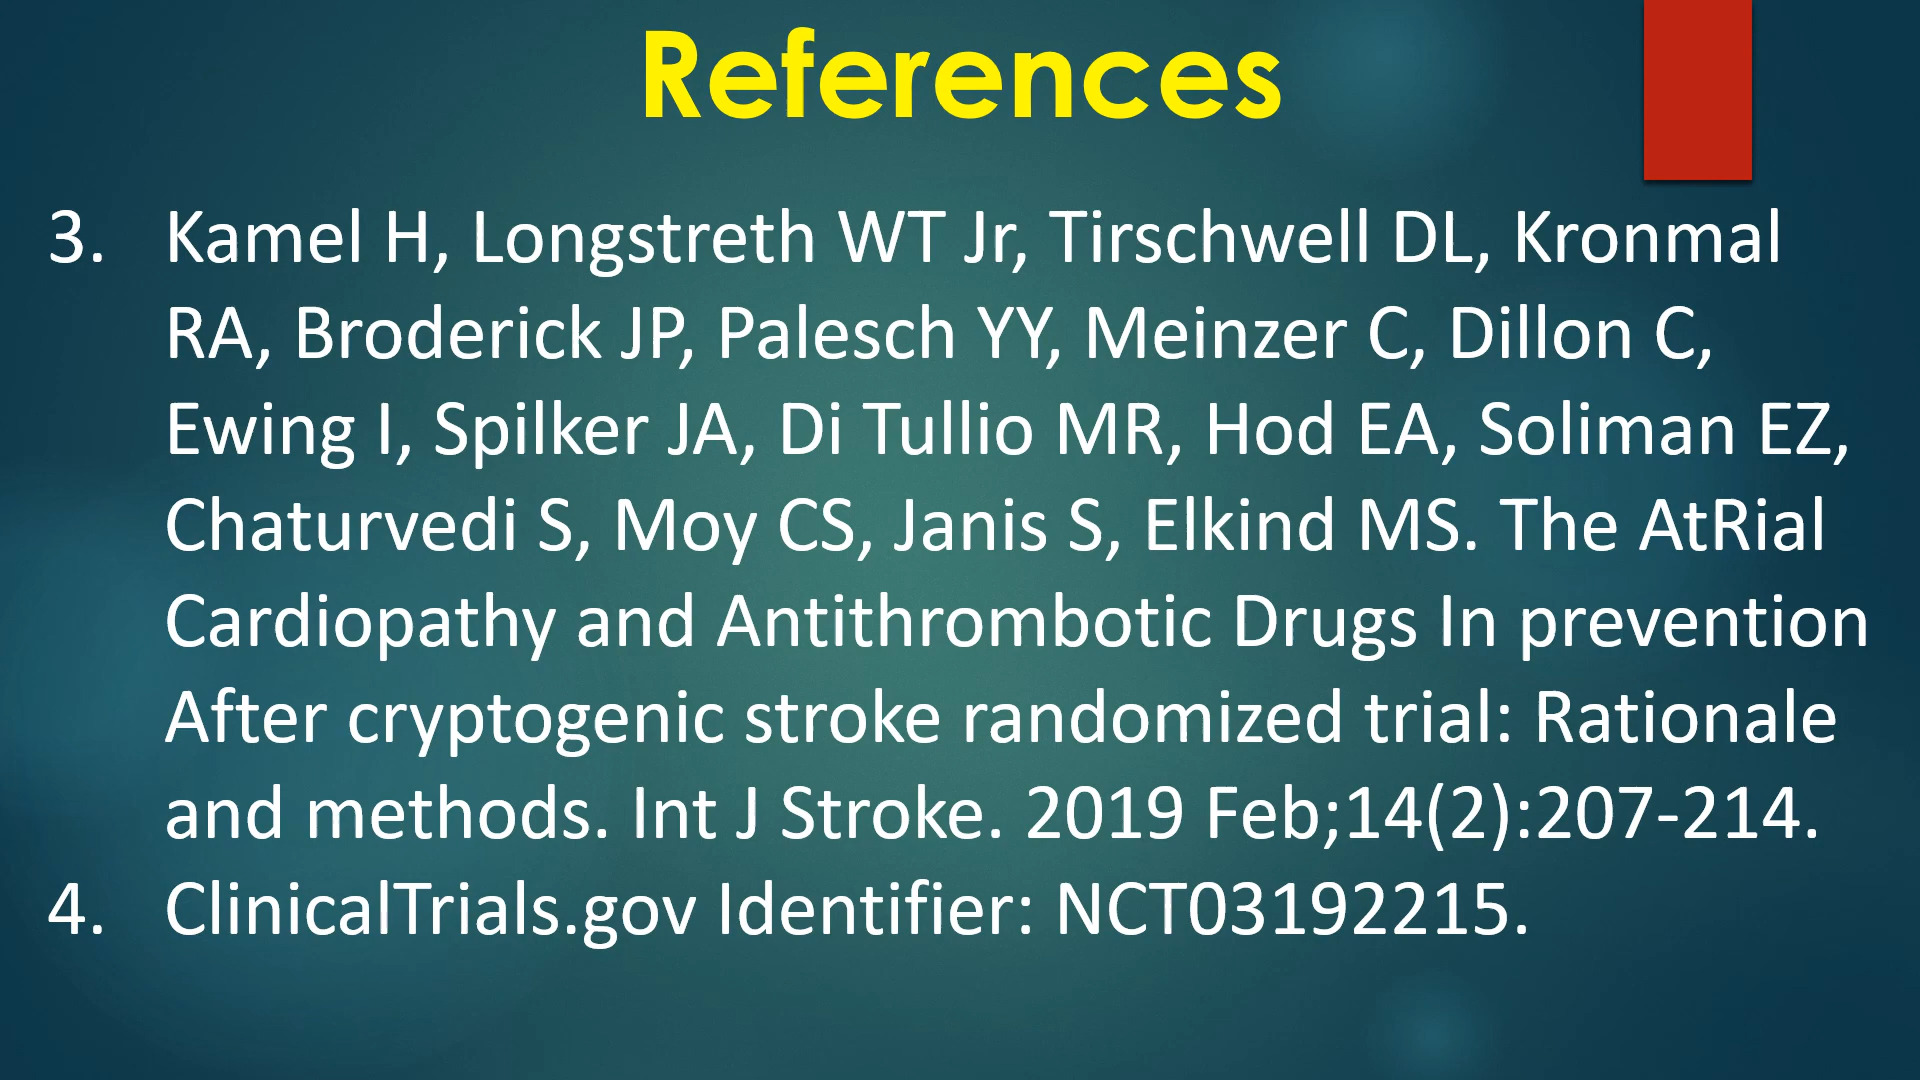 References
3. Kamel H, Longstreth WT Jr, Tirschwell DL, Kronmal
RA, Broderick JP, Palesch YY, Meinzer C, Dillon C,
Ewing I, Spilker JA, Di Tullio MR, Hod EA, Soliman EZ,
Chaturvedi S, Moy CS, Janis S, Elkind MS. The AtRial
Cardiopathy and Antithrombotic Drugs In prevention
After cryptogenic stroke randomized trial: Rationale
and methods. Int J Stroke. 2019 Feb;14(2):207-214.
4. ClinicalTrials.gov Identifier: NCT03192215.